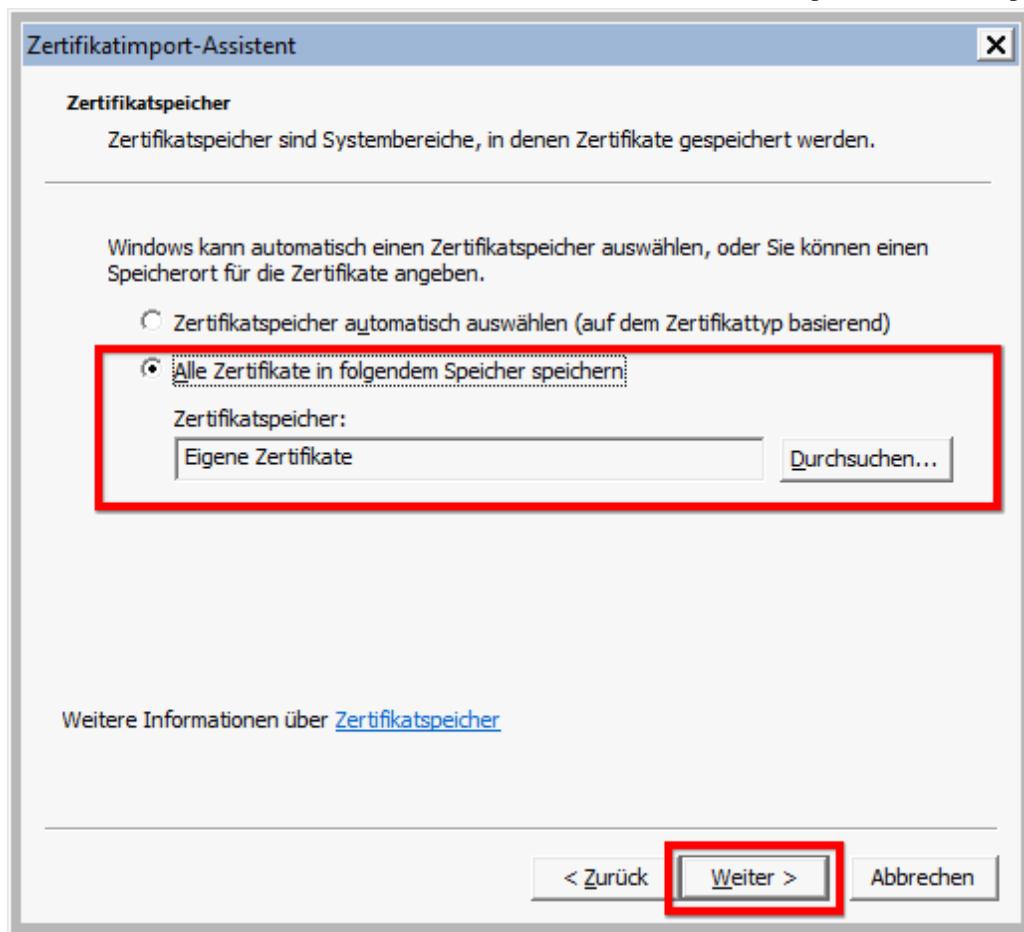 Zertifikatimport-Assistent
Zertifikatspeicher
Zertifikatspeicher sind Systembereiche, in denen Zertifikate gespeichert werden.
Windows kann automatisch einen Zertifikatspeicher auswählen, oder Sie können einen
Speicherort für die Zertifikate angeben.
Zertifikatspeicher automatisch auswählen (auf dem Zertifikattyp basierend)
Alle Zertifikate in folgendem Speicher speichern
Zertifikatspeicher:
Eigene Zertifikate
Durchsuchen...
Weitere Informationen über Zertifikatspeicher
< Zurück
Weiter >
Abbrechen